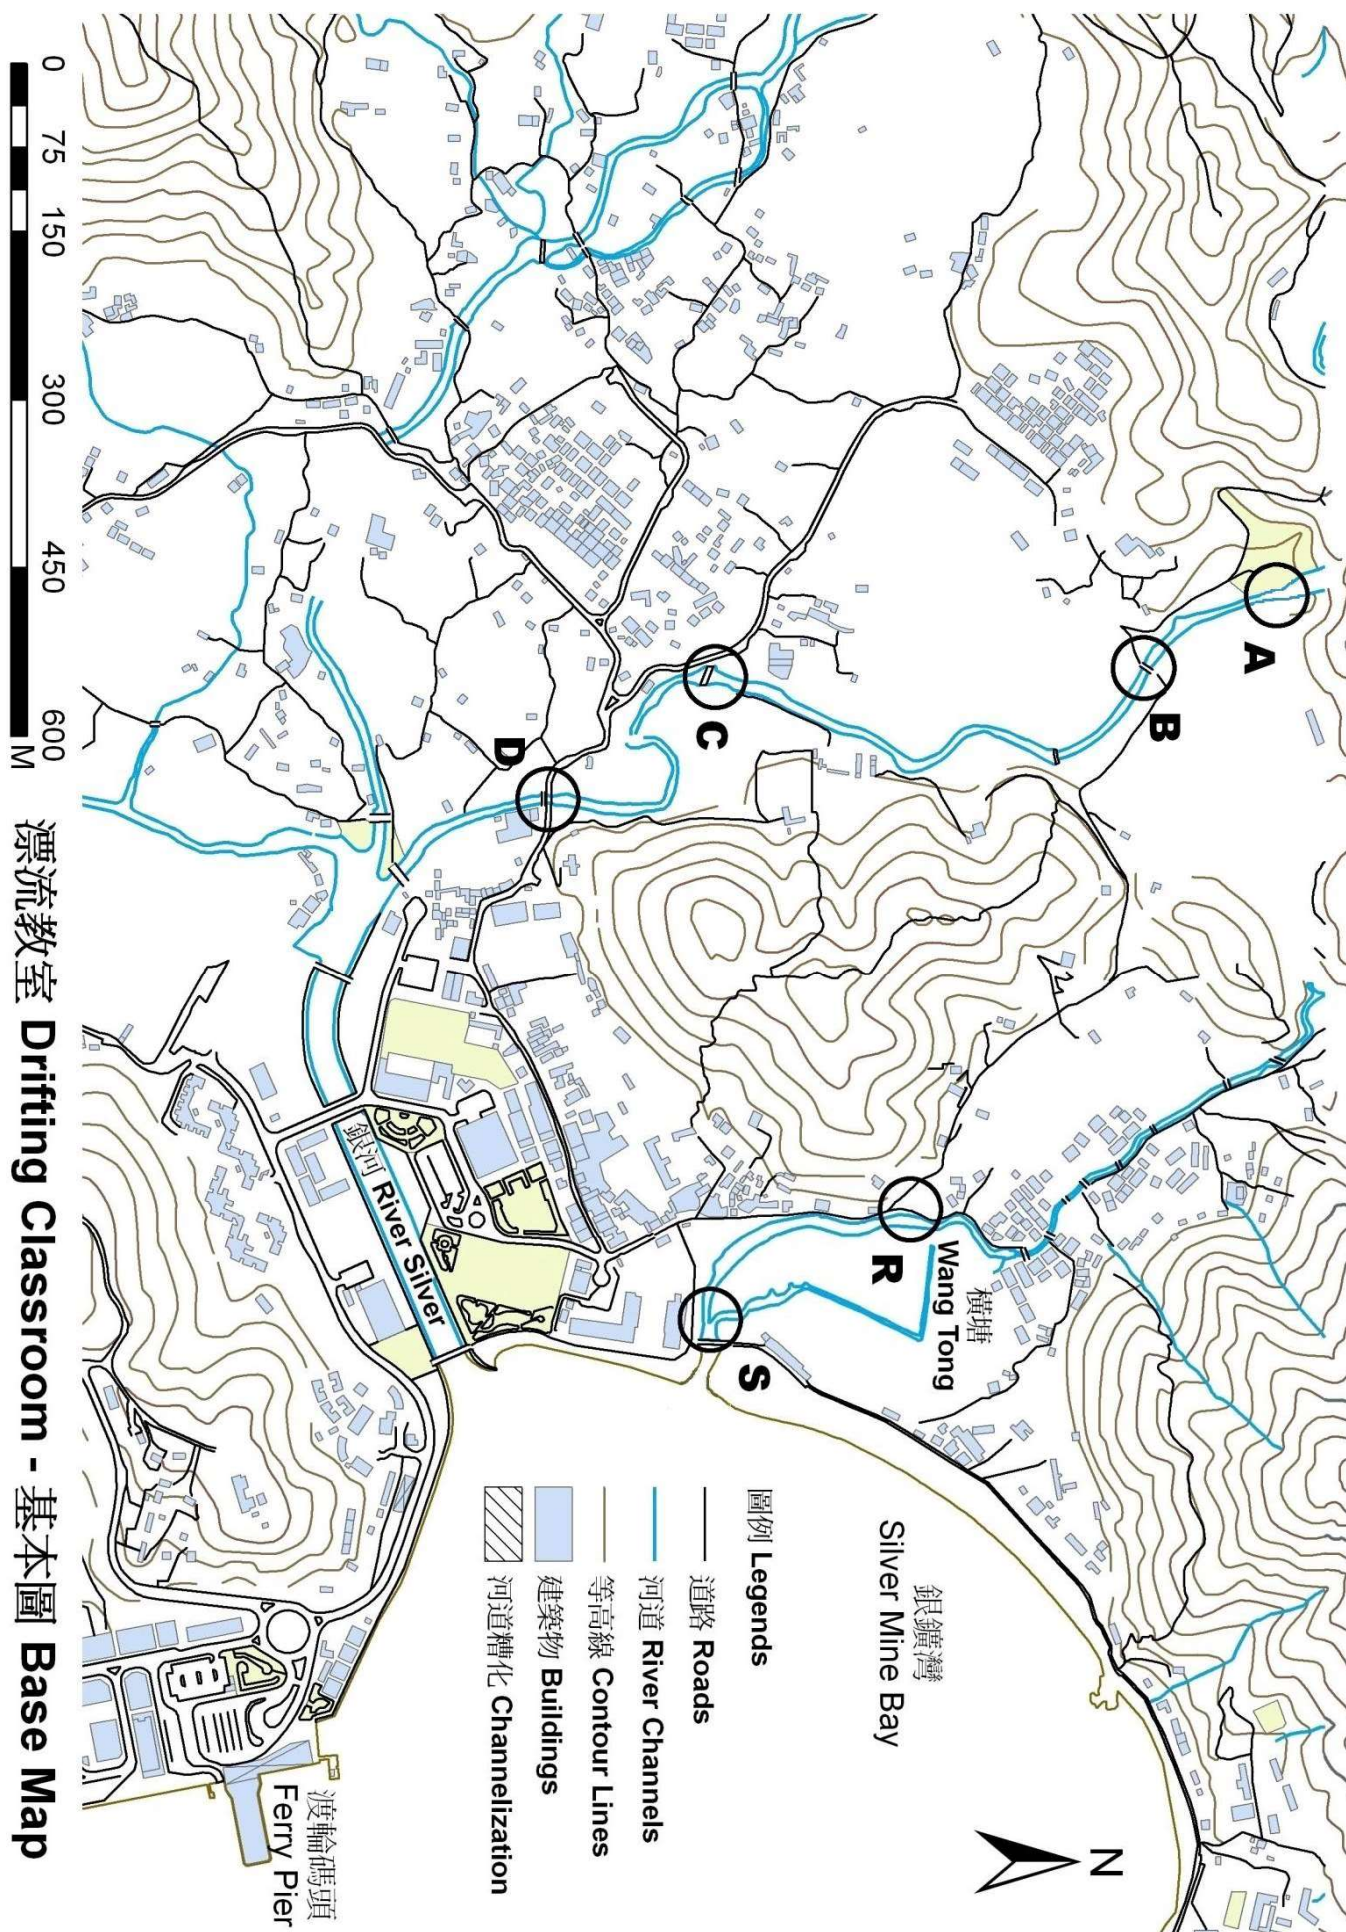 A
B
N
橫塘
Wang Tong
銀鑛灣
Silver Mine Bay
R
S
C
圖例 Legends
道路 Roads
河道 River Channels
等高線 Contour Lines
建築物 Buildings
河道糟化 Channelization
D
銀河 River Silver
渡輪碼頭
Ferry Pier
0 75 150 300 450 600
M
漂流教室 Drifting Classroom - 基本圖 Base Map